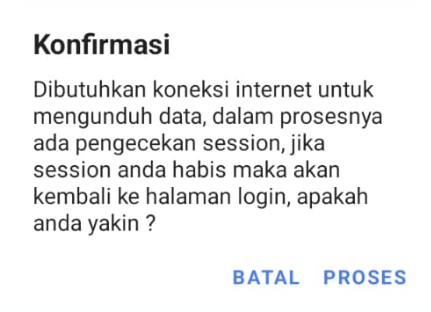 Konfirmasi
Dibutuhkan koneksi internet untuk
mengunduh data, dalam prosesnya
ada pengecekan session, jika
session anda habis maka akan
kembali ke halaman login, apakah
anda yakin ?
BATAL PROSES